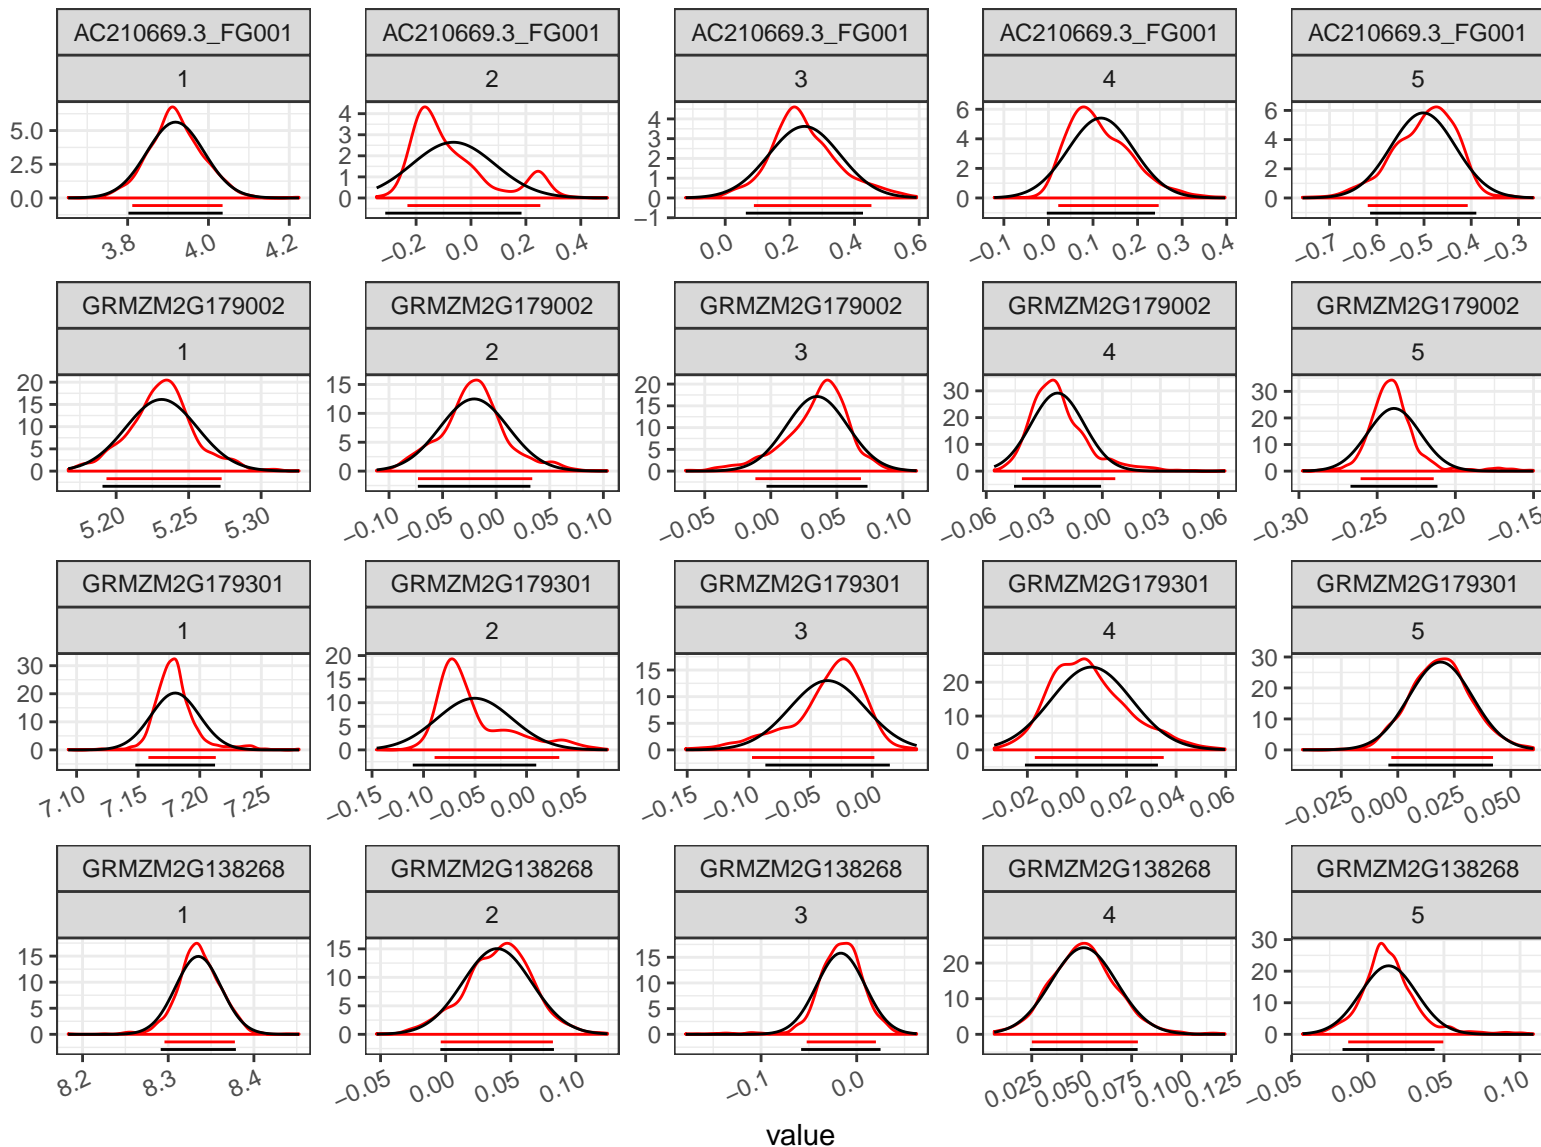 AC210669.3_FG001 AC210669.3_FG001 AC210669.3_FG001 AC210669.3_FG001 AC210669.3_FG001
1 2 3 4 5
5.0 2.5 0.0 4 3 2 1 0 4 3 2 1 0 −1 6 4 2 0 6 4 2 0
3.8 4.0 4.2 −0.2 0.0 0.2 0.4 0.0 0.2 0.4 0.6 −0.1 0.0 0.1 0.2 0.3 0.4 −0.7 −0.6 −0.5 −0.4 −0.3
GRMZM2G179002 GRMZM2G179002 GRMZM2G179002 GRMZM2G179002 GRMZM2G179002
1 2 3 4 5
20 15 10 5 0 15 10 5 0 20 15 10 5 0 30 20 10 0 30 20 10 0
5.20 5.25 5.30 −0.10 −0.05 0.00 0.05 0.10 −0.05 0.00 0.05 0.10 −0.06 −0.03 0.00 0.03 0.06 −0.30 −0.25 −0.20 −0.15
GRMZM2G179301 GRMZM2G179301 GRMZM2G179301 GRMZM2G179301 GRMZM2G179301
1 2 3 4 5
30 20 10 0 20 15 10 5 0 15 10 5 0 20 10 0 30 20 10 0
7.10 7.15 7.20 7.25 −0.15 −0.10 −0.05 0.00 0.05 −0.15 −0.10 −0.05 0.00 −0.02 0.00 0.02 0.04 0.06 −0.025 0.000 0.025 0.050
GRMZM2G138268 GRMZM2G138268 GRMZM2G138268 GRMZM2G138268 GRMZM2G138268
1 2 3 4 5
15 10 5 0 15 10 5 0 15 10 5 0 20 10 0 30 20 10 0
8.2 8.3 8.4 −0.05 0.00 0.05 0.10 −0.1 0.0 0.025 0.050 0.075 0.100 0.125 −0.05 0.00 0.05 0.10
value